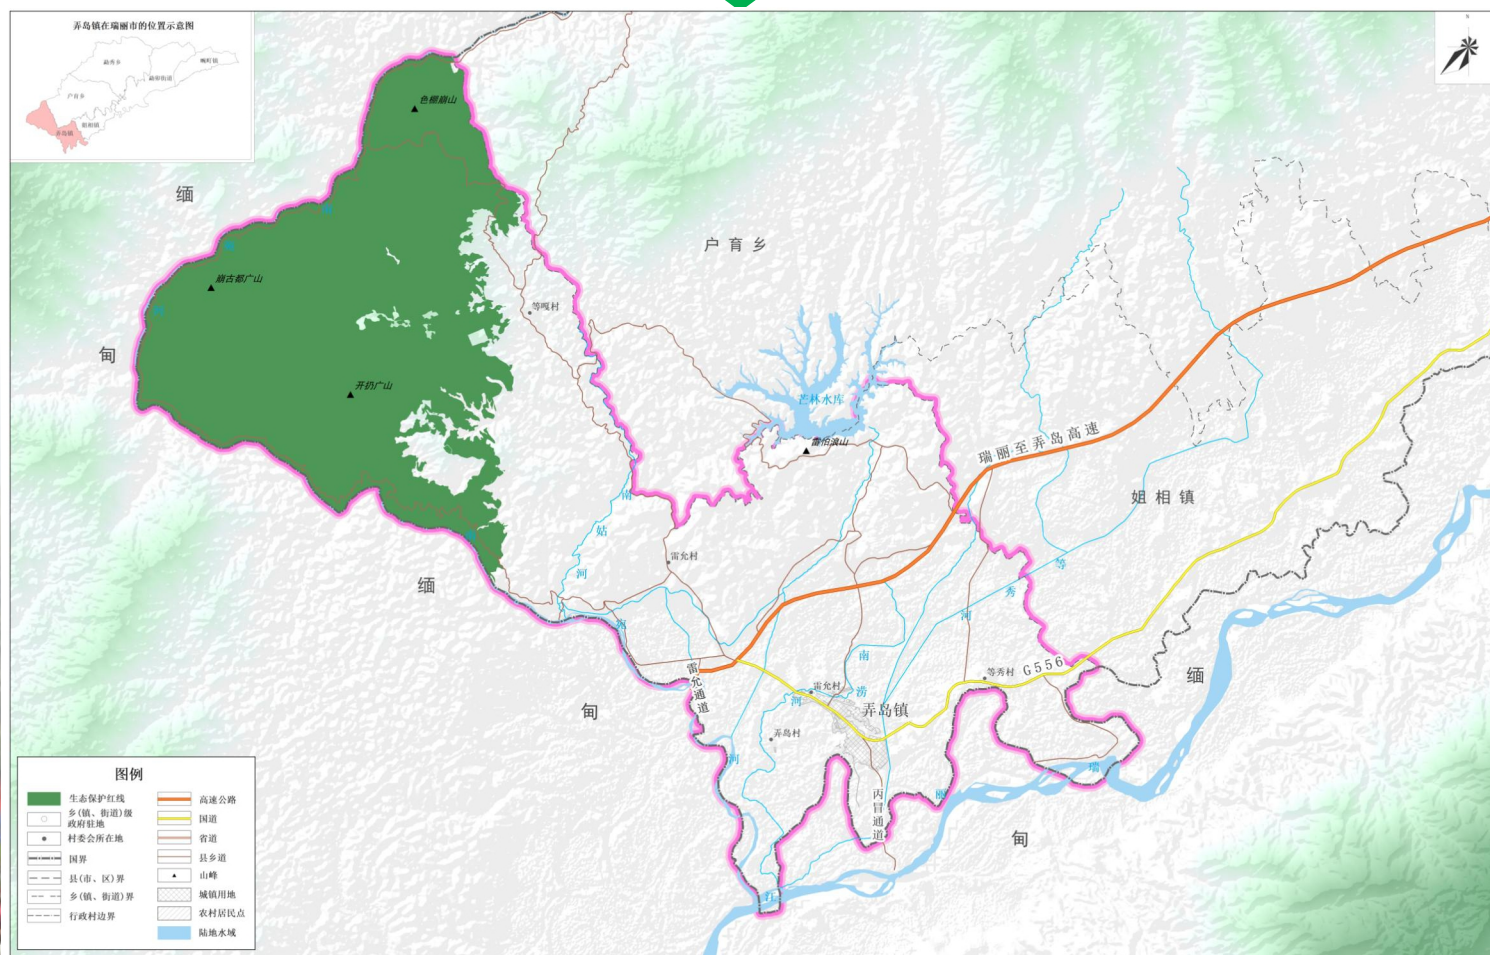 弄岛镇在瑞丽市的位置示意图
勐秀乡
畹町镇
勐卯街道
户育乡
弄岛镇
姐相镇
N
色棚崩山
缅
崩古都广山
甸
开扔广山
等嘎村
户育乡
芒林水库
雷伯浪山
瑞丽至弄岛高速
姐相镇
南
姑
河
雷允村
缅
等
秀
河
南
涝
河
雷允通道
甸
雷允村
弄岛镇
弄岛村
等秀村
G556
缅
河
丙冒通道
瑞
丽
江
甸
图例
生态保护红线
乡(镇、街道)级
政府驻地
村委会所在地
国界
县(市、区)界
乡(镇、街道)界
行政村边界
高速公路
国道
省道
县乡道
山峰
城镇用地
农村居民点
陆地水域